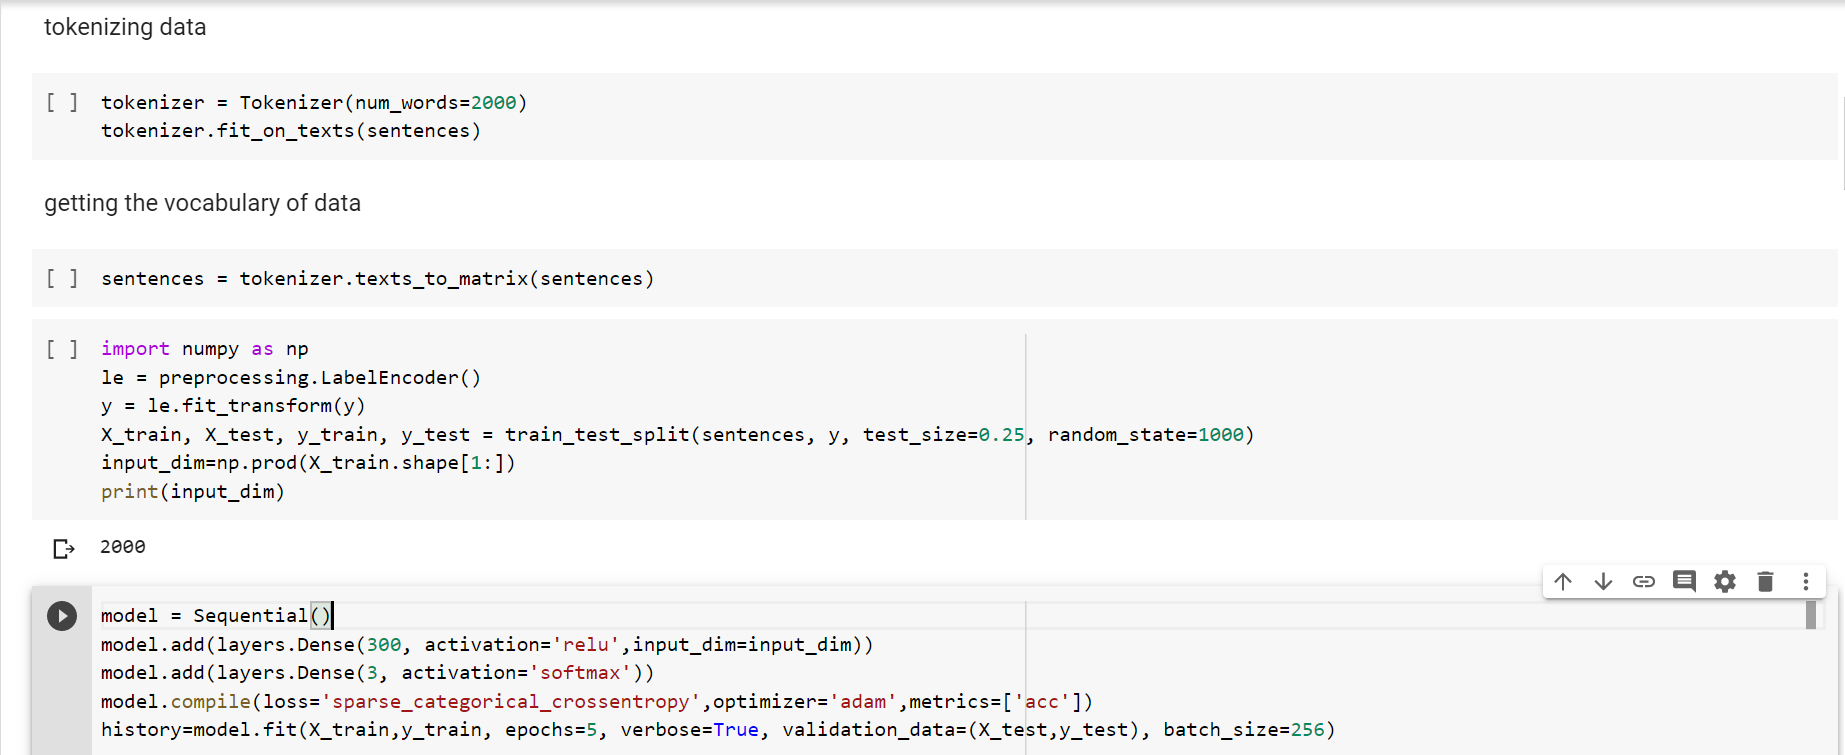 tokenizing data
[ ] tokenizer = Tokenizer(num_words=2000)
tokenizer.fit_on_texts(sentences)
getting the vocabulary of data
[ ] sentences = tokenizer.texts_to_matrix(sentences)
[ ] import numpy as np
le = preprocessing.LabelEncoder()
y = le.fit_transform(y)
X_train, X_test, y_train, y_test = train_test_split(sentences, y, test_size=0.25, random_state=1000)
input_dim=np.prod(X_train.shape[1:])
print(input_dim)
2000
model = Sequential()
model.add(layers.Dense(300, activation='relu',input_dim=input_dim))
model.add(layers.Dense(3, activation='softmax'))
model.compile(loss='sparse_categorical_crossentropy',optimizer='adam',metrics=['acc'])
history=model.fit(X_train,y_train, epochs=5, verbose=True, validation_data=(X_test,y_test), batch_size=256)